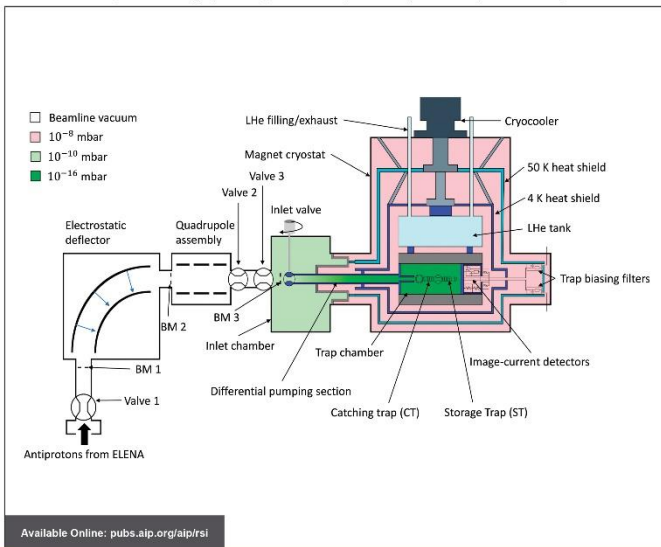 LHe filling/exhaust
Cryocooler
Beamline vacuum
10⁻⁸ mbar
10⁻¹⁰ mbar
10⁻¹⁶ mbar
Magnet cryostat
50 K heat shield
Valve 3
Valve 2
4 K heat shield
Inlet valve
Electrostatic
deflector
Quadrupole
assembly
LHe tank
Trap biasing filters
BM 2
BM 3
Inlet chamber
Trap chamber
Image-current detectors
BM 1
Differential pumping section
Valve 1
Catching trap (CT)
Storage Trap (ST)
Antiprotons from ELENA
Available Online: pubs.aip.org/aip/rsi